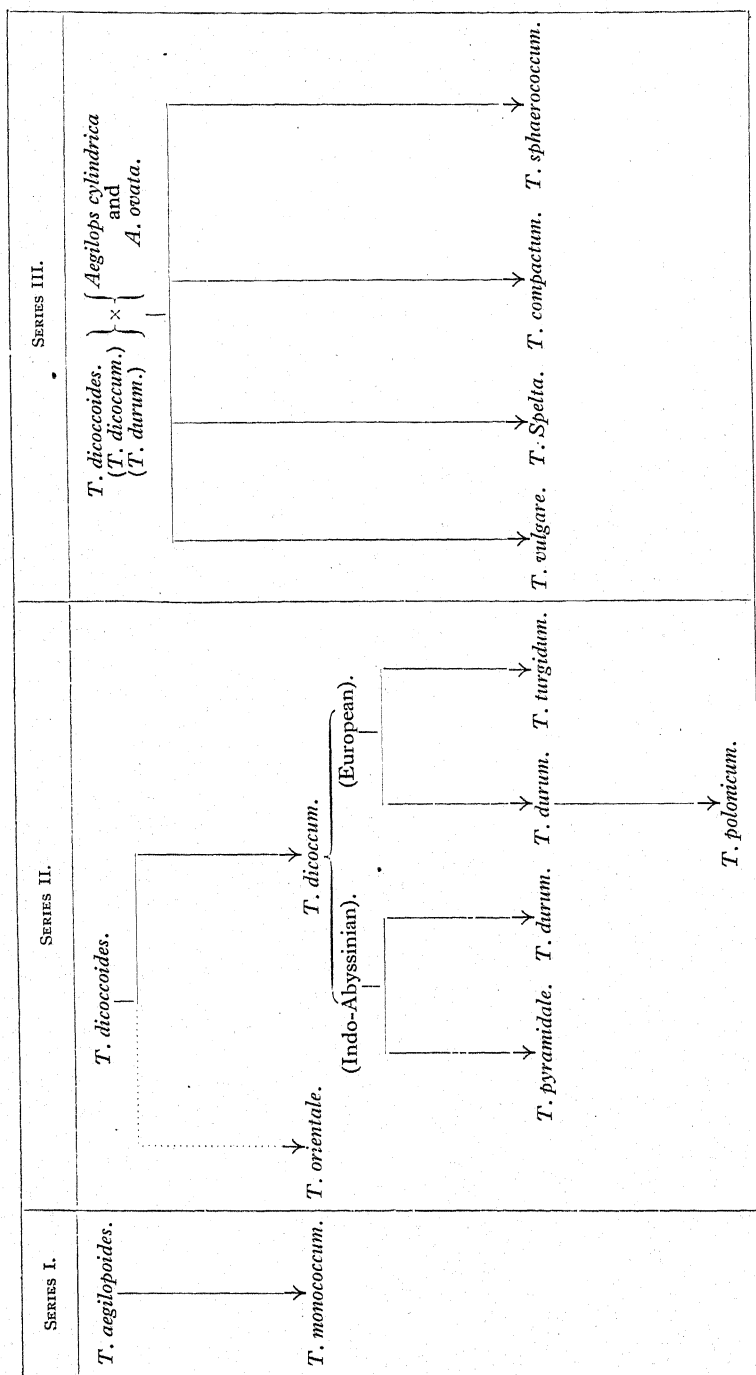 SERIES I.
T. aegilopoides.
T. monococcum.
SERIES II.
T. dicoccoides.
T. orientale.
T. dicoccum.
(Indo-Abyssinian).
(European).
T. pyramidale.
T. durum.
T. durum.
T. turgidum.
T. polonicum.
SERIES III.
T. dicoccoides.
(T. dicoccum.)
(T. durum.)
×
Aegilops cylindrica
and
A. ovata.
T. vulgare.
T. Spelta.
T. compactum.
T. sphaerococcum.